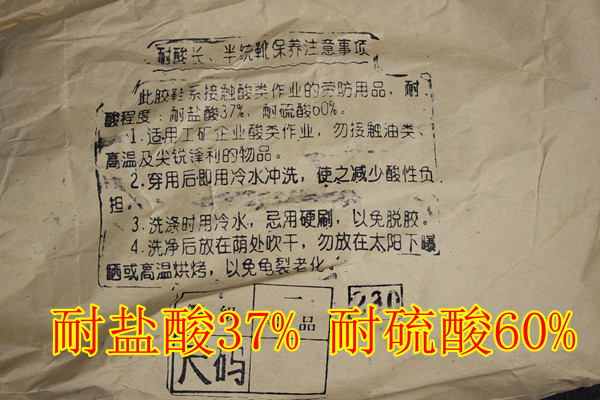 耐酸长、半统靴保养注意事项
此胶鞋系接触酸类作业的劳防用品，耐
酸程度：耐盐酸37%，耐硫酸60%。
1.适用工矿企业酸类作业，勿接触油类、
高温及尖锐锋利的物品。
2.穿用后即用冷水冲洗，使之减少酸性负
担。
3.洗涤时用冷水，忌用硬刷，以免脱胶。
4.洗净后放在荫处吹干，勿放在太阳下曝
晒或高温烘烤，以免龟裂老化。
级 一品 230
耐盐酸37% 耐硫酸60%
尺码